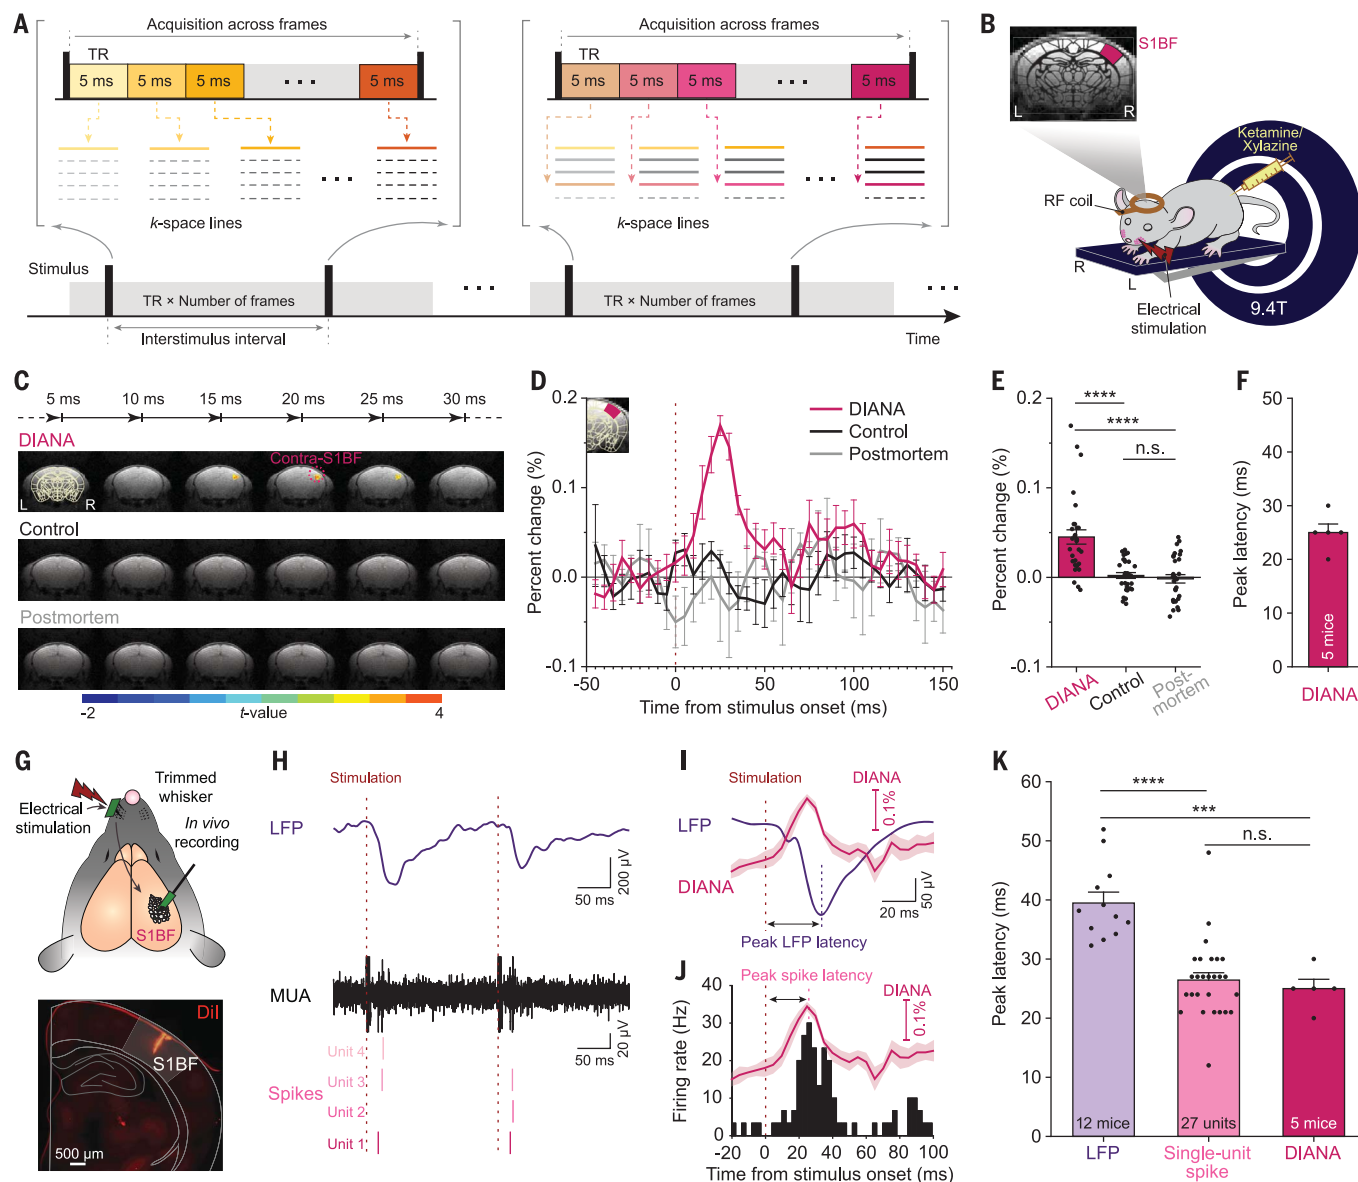 A
Acquisition across frames
TR
5 ms
5 ms
5 ms
5 ms
k-space lines
Acquisition across frames
TR
5 ms
5 ms
5 ms
5 ms
k-space lines
Stimulus
TR × Number of frames
TR × Number of frames
Interstimulus interval
Time
B
S1BF
L
R
Ketamine/
Xylazine
RF coil
R
L
Electrical
stimulation
9.4T
C
5 ms
10 ms
15 ms
20 ms
25 ms
30 ms
DIANA
Contra-S1BF
L
R
Control
Postmortem
-2
t-value
4
D
0.2
0.1
0.0
-0.1
Percent change (%)
DIANA
Control
Postmortem
-50
0
50
100
150
Time from stimulus onset (ms)
E
0.2
0.1
0.0
-0.1
Percent change (%)
****
****
n.s.
DIANA
Control
Post-
mortem
F
50
40
30
20
10
0
Peak latency (ms)
5 mice
DIANA
G
Trimmed
whisker
Electrical
stimulation
In vivo
recording
S1BF
DiI
S1BF
500 µm
H
Stimulation
LFP
200 µV
50 ms
MUA
20 µV
50 ms
Unit 4
Unit 3
Spikes
Unit 2
Unit 1
I
Stimulation
DIANA
0.1%
LFP
DIANA
50 µV
20 ms
Peak LFP latency
J
Peak spike latency
DIANA
0.1%
40
30
20
10
0
Firing rate (Hz)
-20
0
20
40
60
80
100
Time from stimulus onset (ms)
K
60
50
40
30
20
10
0
Peak latency (ms)
****
***
n.s.
12 mice
27 units
5 mice
LFP
Single-unit
spike
DIANA